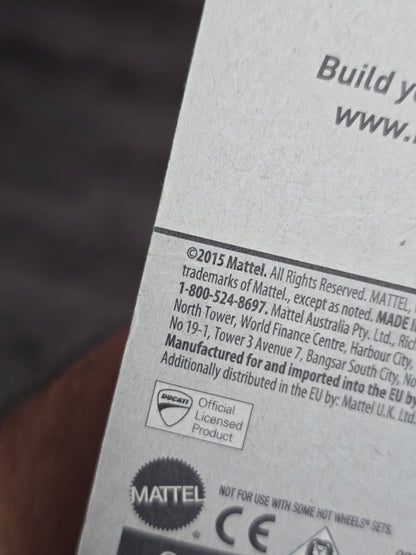 Build
www.
©2015 Mattel. All Rights Reserved. MATTEL
trademarks of Mattel., except as noted. MADE
1-800-524-8697. Mattel Australia Pty. Ltd.,
North Tower, World Finance Centre, Harbour City,
No 19-1, Tower 3 Avenue 7, Bangsar South City,
Manufactured for and imported into the EU by
Additionally distributed in the EU by: Mattel U.K. Ltd.
DUCATI
Official
Licensed
Product
MATTEL
®
NOT FOR USE WITH SOME HOT WHEELS® SETS.
CE